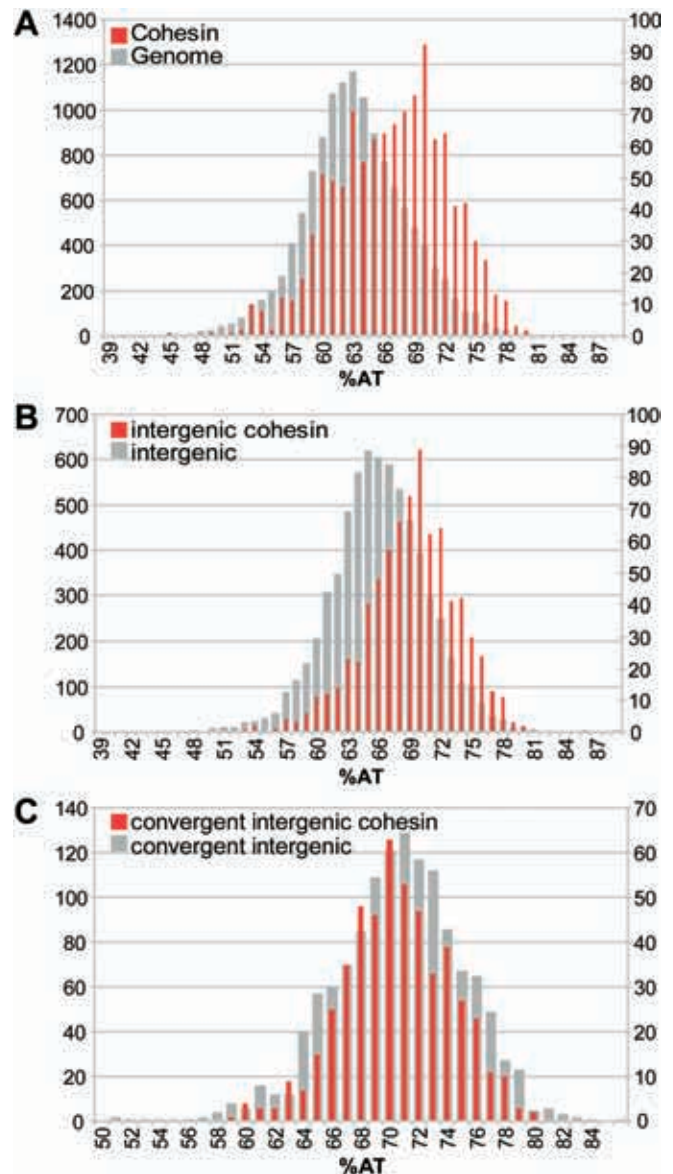 A
Cohesin
Genome
1400 1200 1000 800 600 400 200 0
100 90 80 70 60 50 40 30 20 10 0
39 42 45 48 51 54 57 60 63 66 69 72 75 78 81 84 87
%AT
B
intergenic cohesin
intergenic
700 600 500 400 300 200 100 0
100 90 80 70 60 50 40 30 20 10 0
39 42 45 48 51 54 57 60 63 66 69 72 75 78 81 84 87
%AT
C
convergent intergenic cohesin
convergent intergenic
140 120 100 80 60 40 20 0
70 60 50 40 30 20 10 0
50 52 54 56 58 60 62 64 66 68 70 72 74 76 78 80 82 84
%AT